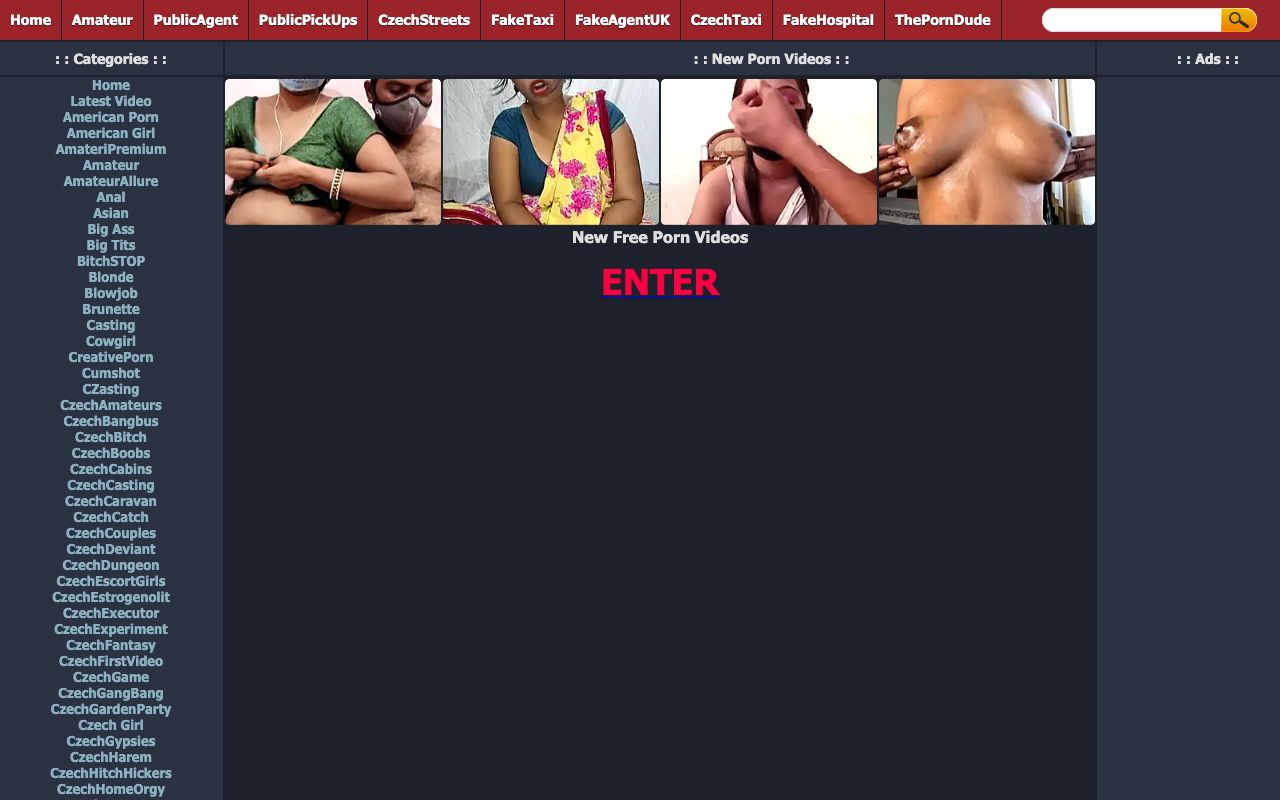 Home
Amateur
PublicAgent
PublicPickUps
CzechStreets
FakeTaxi
FakeAgentUK
CzechTaxi
FakeHospital
ThePornDude
: : Categories : :
: : New Porn Videos : :
: : Ads : :
Home
Latest Video
American Porn
American Girl
AmateriPremium
Amateur
AmateurAllure
Anal
Asian
Big Ass
Big Tits
BitchSTOP
Blonde
Blowjob
Brunette
Casting
Cowgirl
CreativePorn
Cumshot
CZasting
CzechAmateurs
CzechBangbus
CzechBitch
CzechBoobs
CzechCabins
CzechCasting
CzechCaravan
CzechCatch
CzechCouples
CzechDeviant
CzechDungeon
CzechEscortGirls
CzechEstrogenolit
CzechExecutor
CzechExperiment
CzechFantasy
CzechFirstVideo
CzechGame
CzechGangBang
CzechGardenParty
Czech Girl
CzechGypsies
CzechHarem
CzechHitchHickers
CzechHomeOrgy
New Free Porn Videos
ENTER